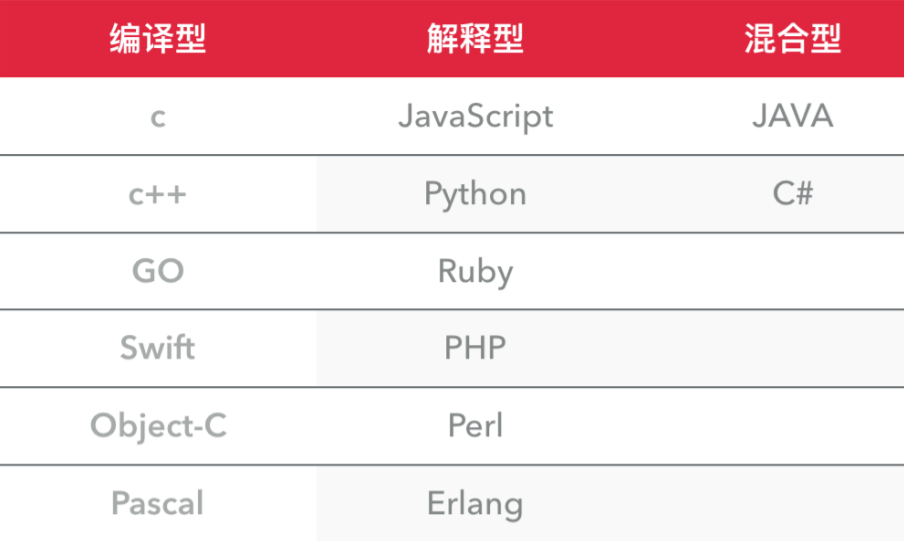 编译型 解释型 混合型
c JavaScript JAVA
c++ Python C#
GO Ruby
Swift PHP
Object-C Perl
Pascal Erlang